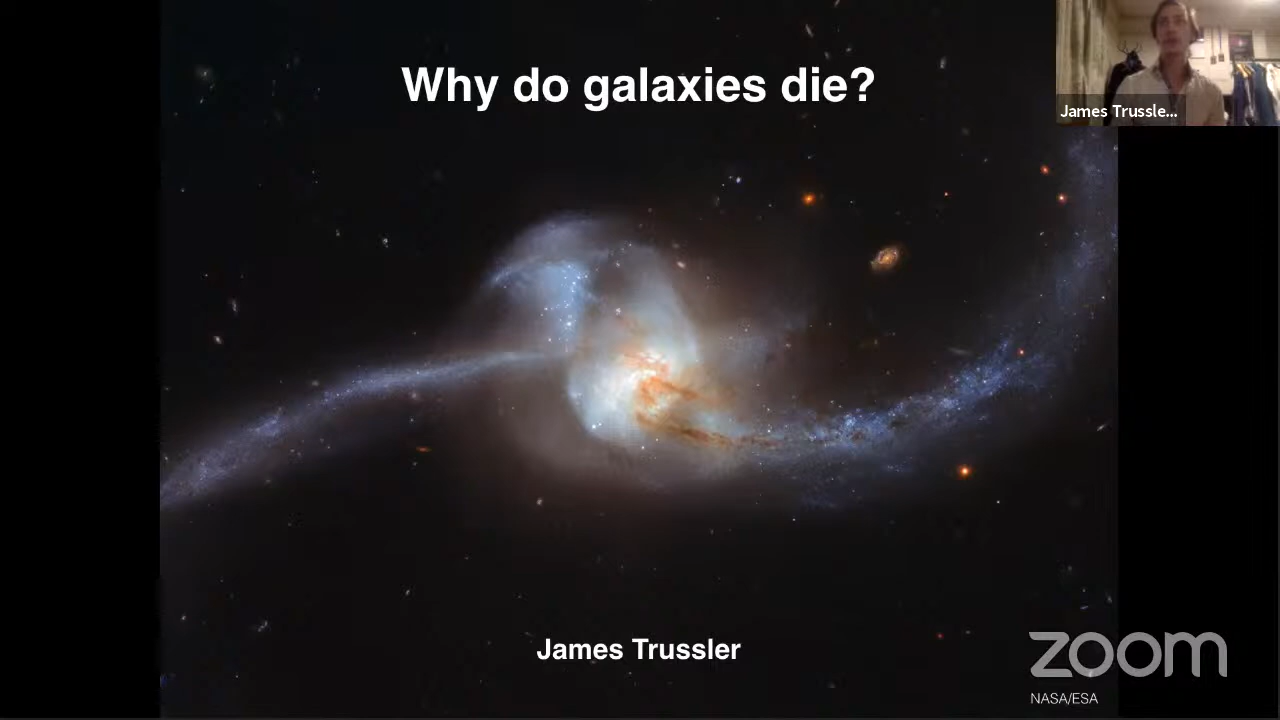 Why do galaxies die?
James Trussle...
James Trussler
zoom
NASA/ESA